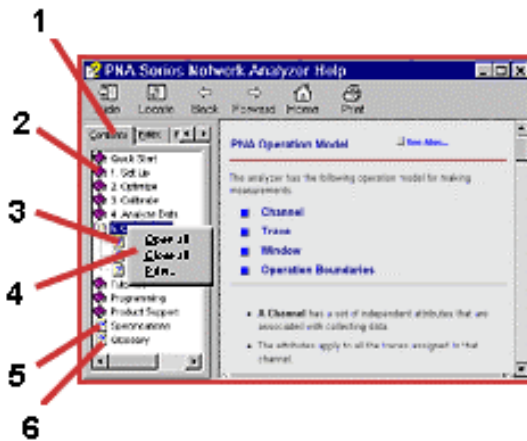 1
PNA Series Network Analyzer Help
Hide Locate Back Forward Home Print
2
Contents Index
PNA Operation Model See Also...
Quick Start
1. Set Up
The analyzer has the following operation model for making
measurements.
2. Optimize
3. Calibrate
4. Analyze Data
Channel
Trace
Window
Operation Boundaries
3
Open all
Close all
Print...
4
Tutorials
Programming
Product Support
Specifications
Glossary
A Channel has a set of independent attributes that are
associated with collecting data.
The attributes apply to all the traces assigned to that
channel.
5
6